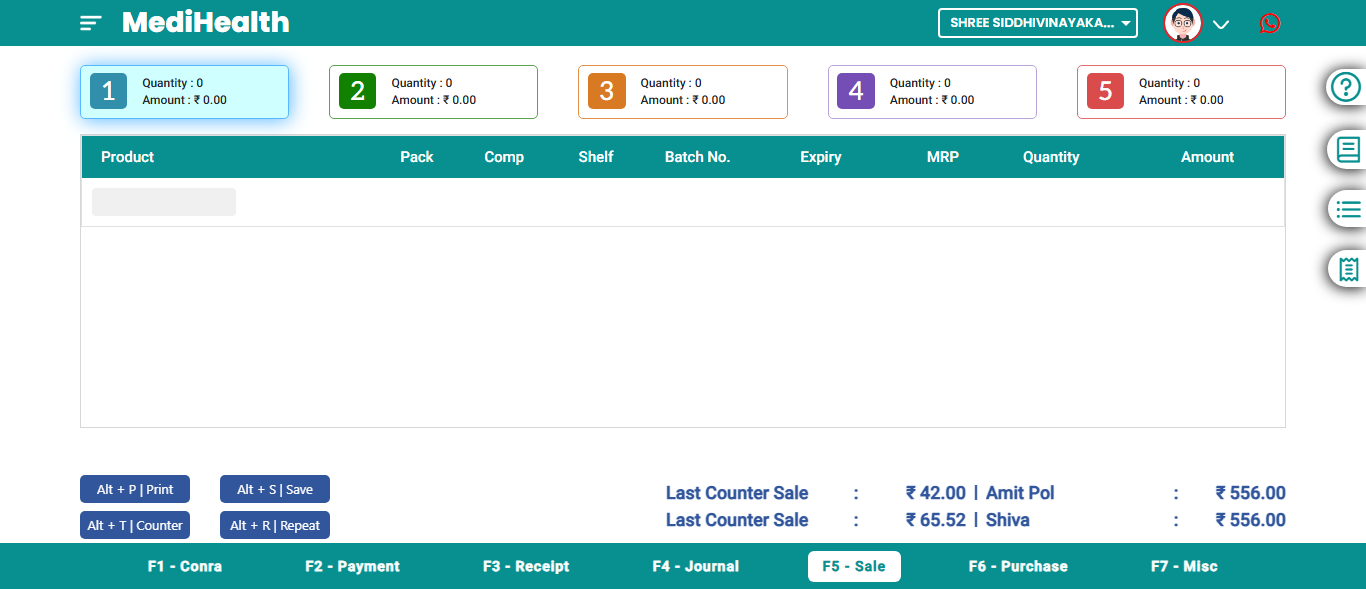 MediHealth
SHREE SIDDHIVINAYAKA...
1
Quantity : 0
Amount : ₹ 0.00
2
Quantity : 0
Amount : ₹ 0.00
3
Quantity : 0
Amount : ₹ 0.00
4
Quantity : 0
Amount : ₹ 0.00
5
Quantity : 0
Amount : ₹ 0.00
?
Product Pack Comp Shelf Batch No. Expiry MRP Quantity Amount
Alt + P | Print Alt + S | Save
Alt + T | Counter Alt + R | Repeat
Last Counter Sale : ₹ 42.00 | Amit Pol : ₹ 556.00
Last Counter Sale : ₹ 65.52 | Shiva : ₹ 556.00
F1 - Conra F2 - Payment F3 - Receipt F4 - Journal F5 - Sale F6 - Purchase F7 - Misc